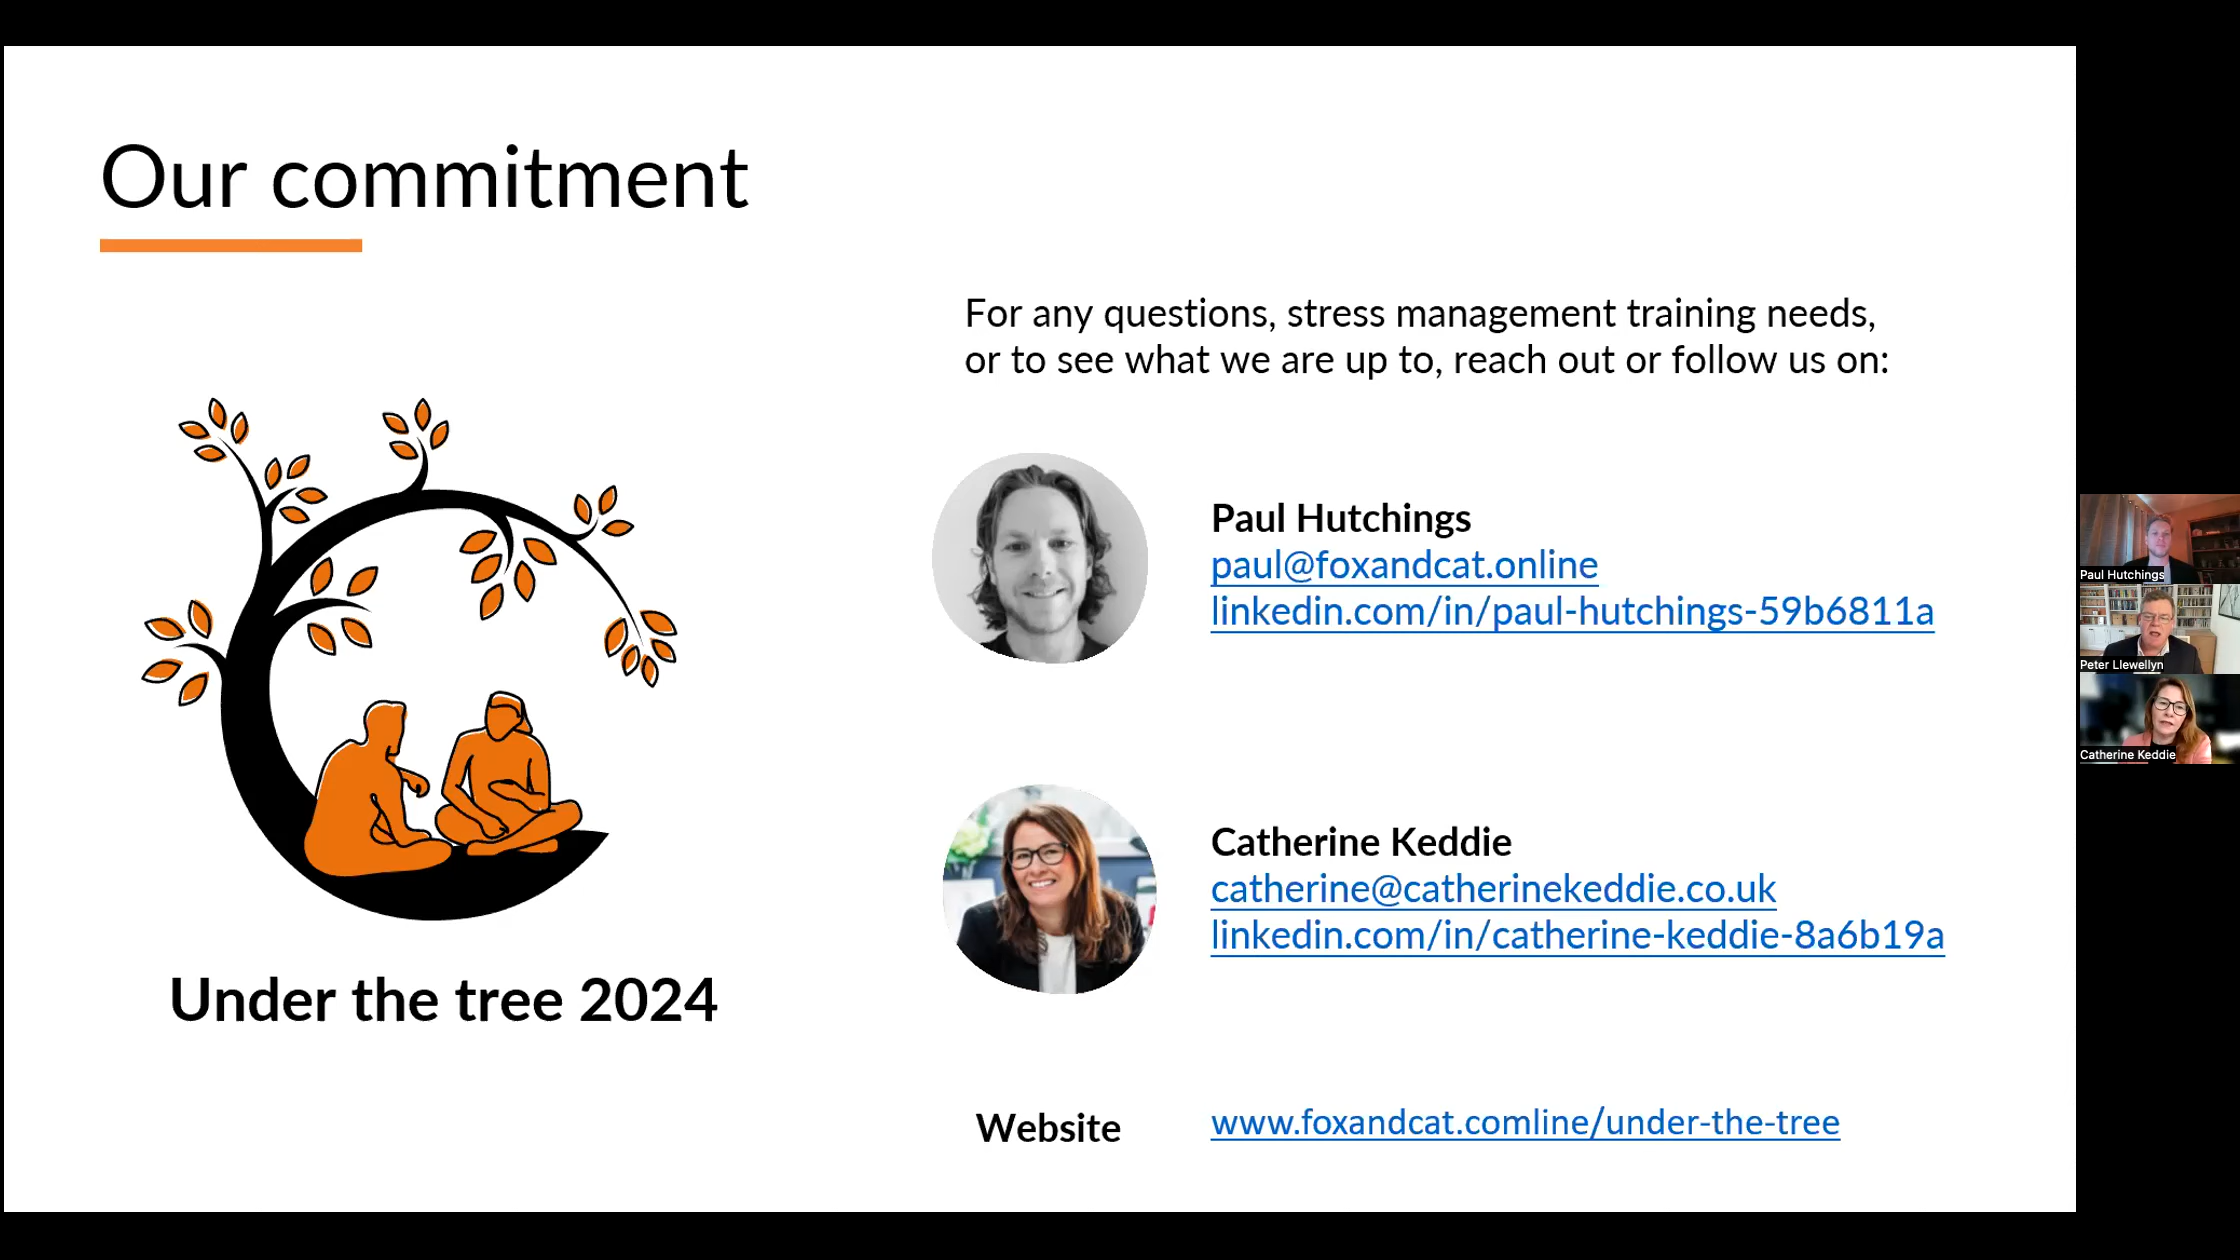 Our commitment
For any questions, stress management training needs,
or to see what we are up to, reach out or follow us on:
Paul Hutchings
paul@foxandcat.online
linkedin.com/in/paul-hutchings-59b6811a
Catherine Keddie
catherine@catherinekeddie.co.uk
linkedin.com/in/catherine-keddie-8a6b19a
Under the tree 2024
Website
www.foxandcat.comline/under-the-tree
Paul Hutchings
Peter Llewellyn
Catherine Keddie